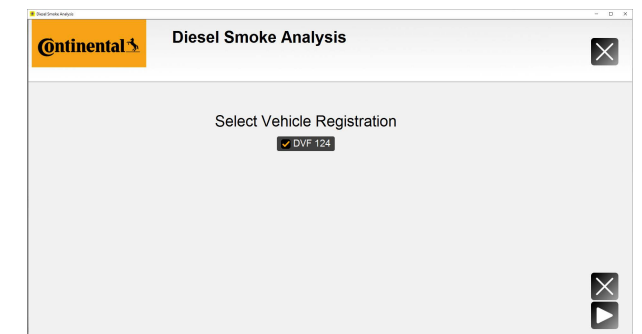 Diesel Smoke Analysis
Continental
Diesel Smoke Analysis
Select Vehicle Registration
DVF 124